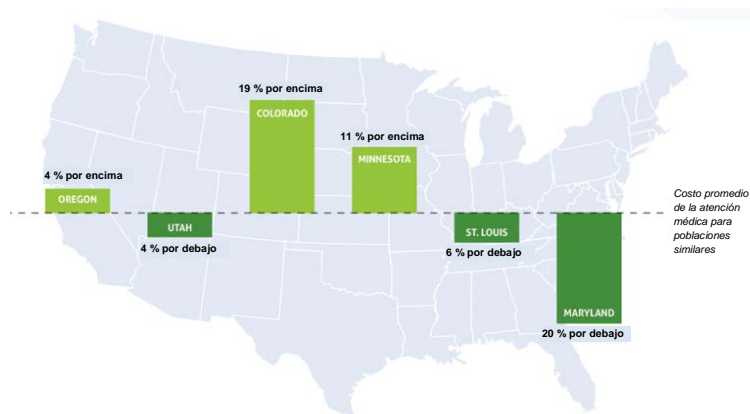 19 % por encima
COLORADO
11 % por encima
MINNESOTA
4 % por encima
OREGON
UTAH
4 % por debajo
ST. LOUIS
6 % por debajo
MARYLAND
20 % por debajo
Costo promedio
de la atención
médica para
poblaciones
similares